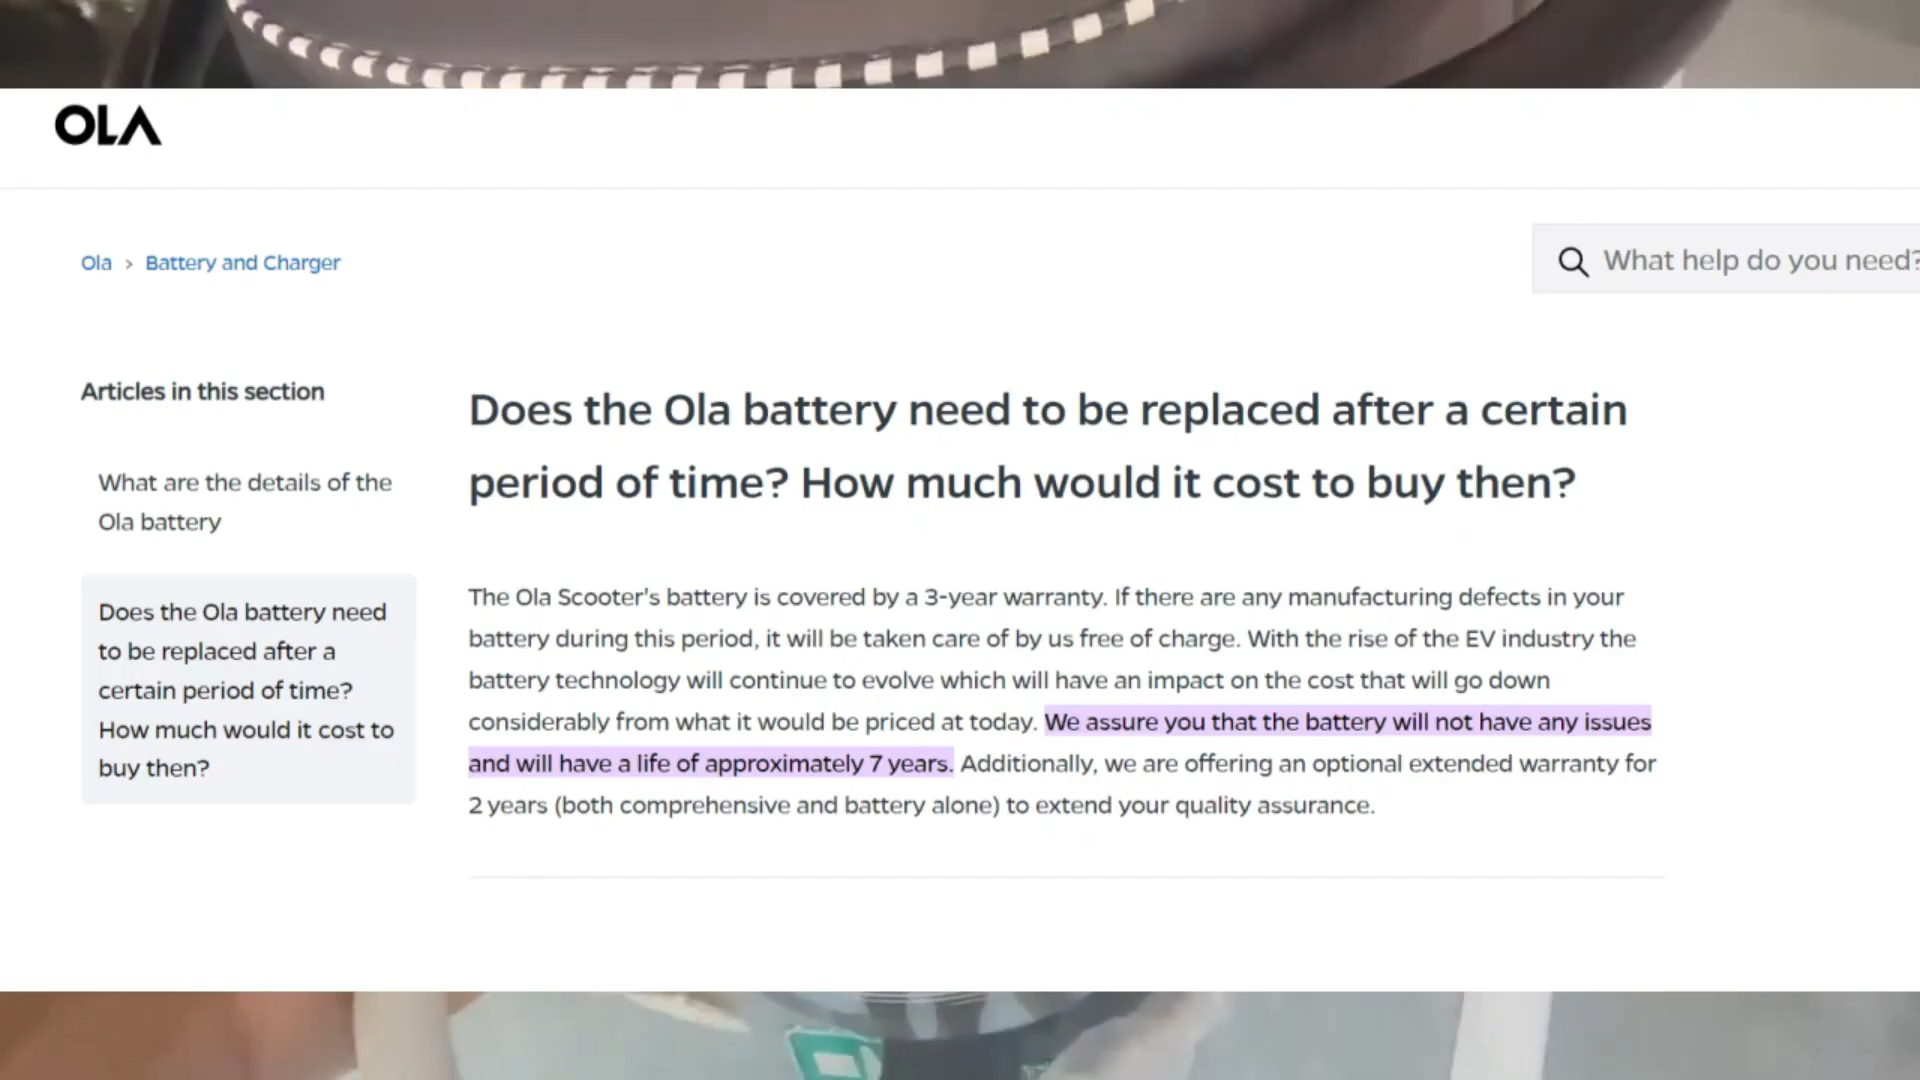 OLA
Ola > Battery and Charger
What help do you need?
Articles in this section
What are the details of the
Ola battery
Does the Ola battery need
to be replaced after a
certain period of time?
How much would it cost to
buy then?
Does the Ola battery need to be replaced after a certain
period of time? How much would it cost to buy then?
The Ola Scooter's battery is covered by a 3-year warranty. If there are any manufacturing defects in your
battery during this period, it will be taken care of by us free of charge. With the rise of the EV industry the
battery technology will continue to evolve which will have an impact on the cost that will go down
considerably from what it would be priced at today. We assure you that the battery will not have any issues
and will have a life of approximately 7 years. Additionally, we are offering an optional extended warranty for
2 years (both comprehensive and battery alone) to extend your quality assurance.